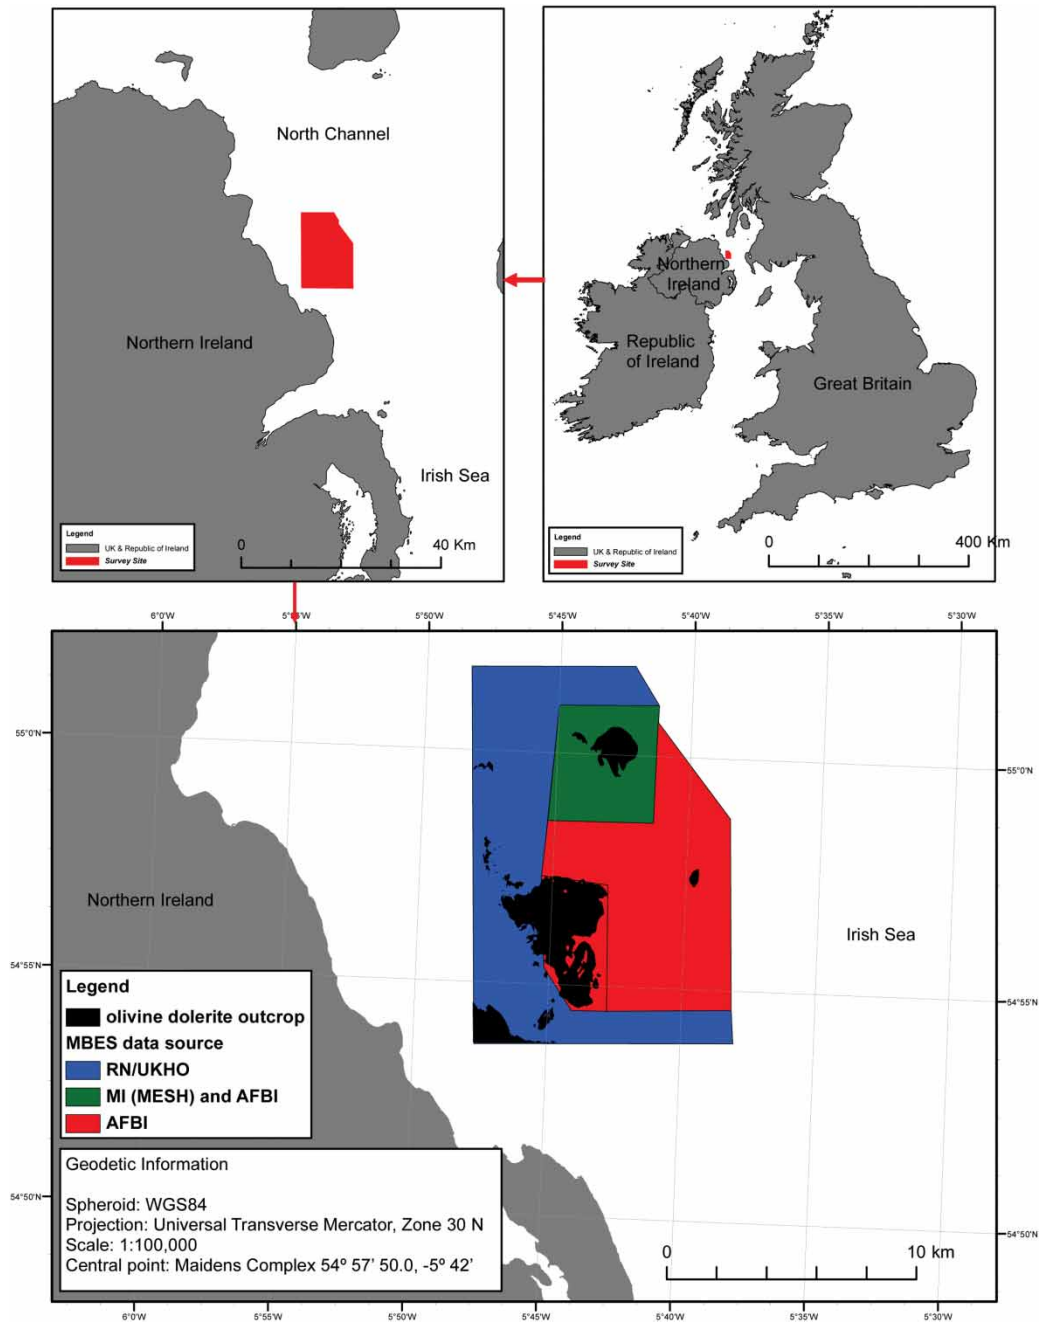 North Channel
Northern Ireland
Irish Sea
Legend
UK & Republic of Ireland
Survey Site
0 40 Km
Northern
Ireland
Republic
of Ireland
Great Britain
Legend
UK & Republic of Ireland
Survey Site
0 400 Km
6°0'W 5°50'W 5°45'W 5°40'W 5°35'W 5°30'W
55°0'N
55°0'N
Northern Ireland
Irish Sea
54°55'N
54°55'N
Legend
olivine dolerite outcrop
MBES data source
RN/UKHO
MI (MESH) and AFBI
AFBI
Geodetic Information
Spheroid: WGS84
Projection: Universal Transverse Mercator, Zone 30 N
Scale: 1:100,000
Central point: Maidens Complex 54º 57' 50.0, -5º 42'
54°50'N
54°50'N
0 10 km
6°0'W 5°55'W 5°50'W 5°45'W 5°40'W 5°35'W 5°30'W